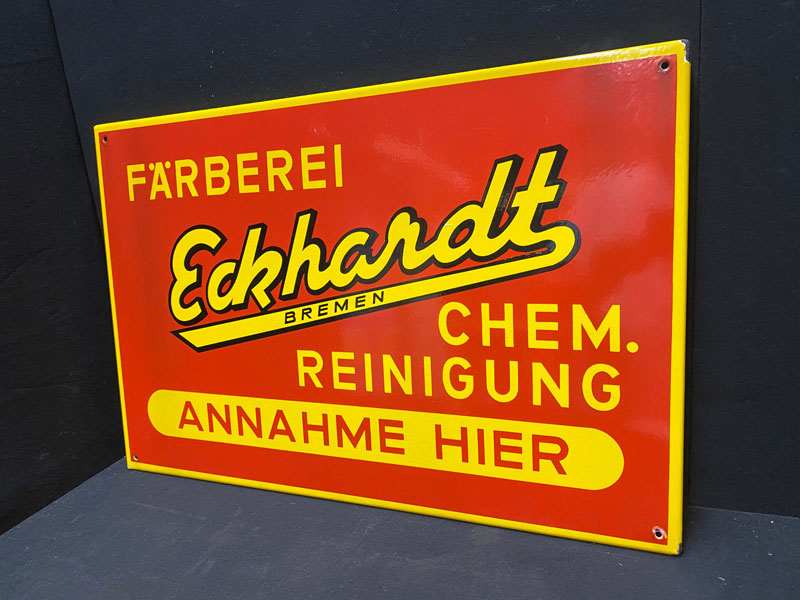 FÄRBEREI
Eckhardt
BREMEN
CHEM.
REINIGUNG
ANNAHME HIER